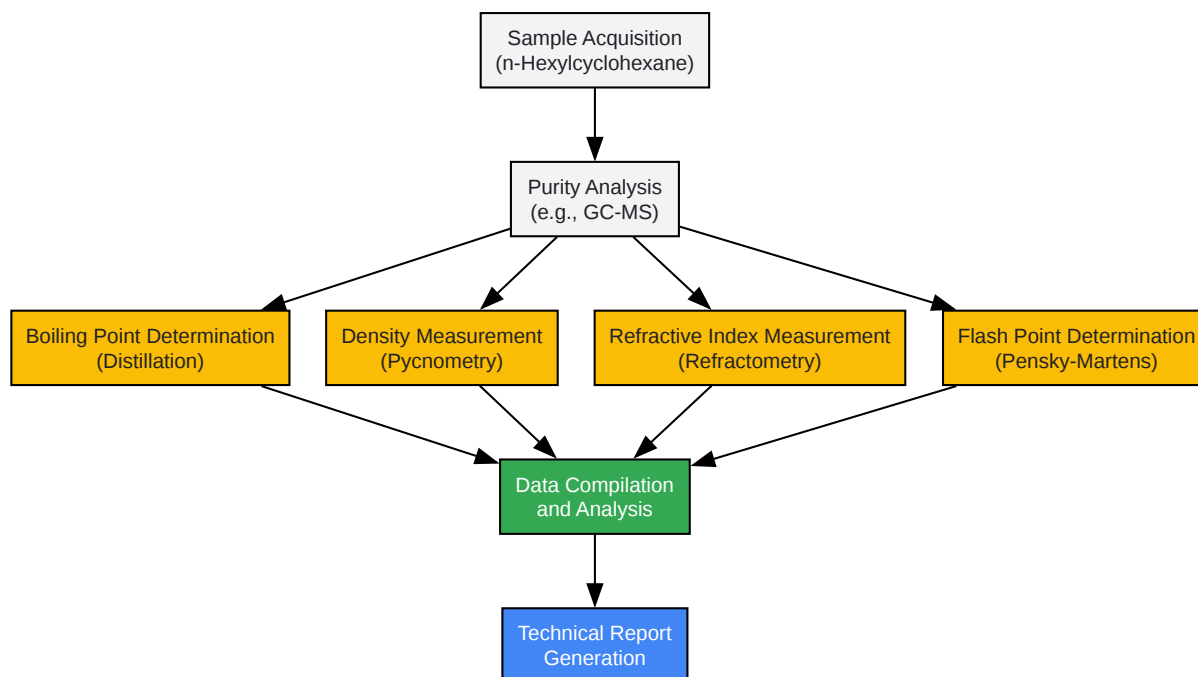 Sample Acquisition
(n-Hexylcyclohexane)
Purity Analysis
(e.g., GC-MS)
Boiling Point Determination
(Distillation)
Density Measurement
(Pycnometry)
Refractive Index Measurement
(Refractometry)
Flash Point Determination
(Pensky-Martens)
Data Compilation
and Analysis
Technical Report
Generation